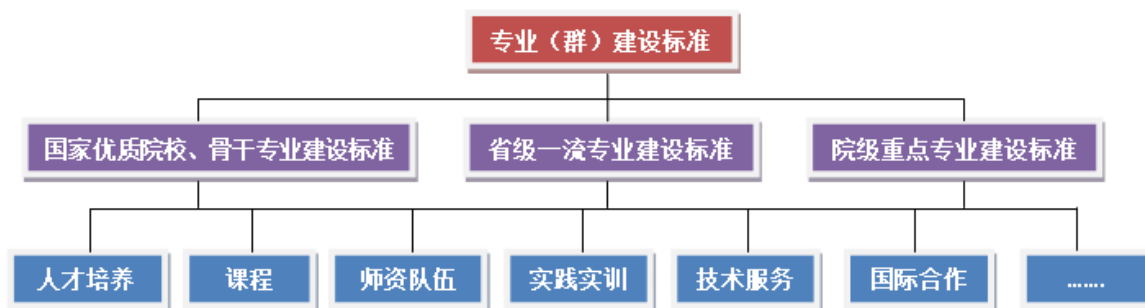 专业（群）建设标准
国家优质院校、骨干专业建设标准
省级一流专业建设标准
院级重点专业建设标准
人才培养
课程
师资队伍
实践实训
技术服务
国际合作
……